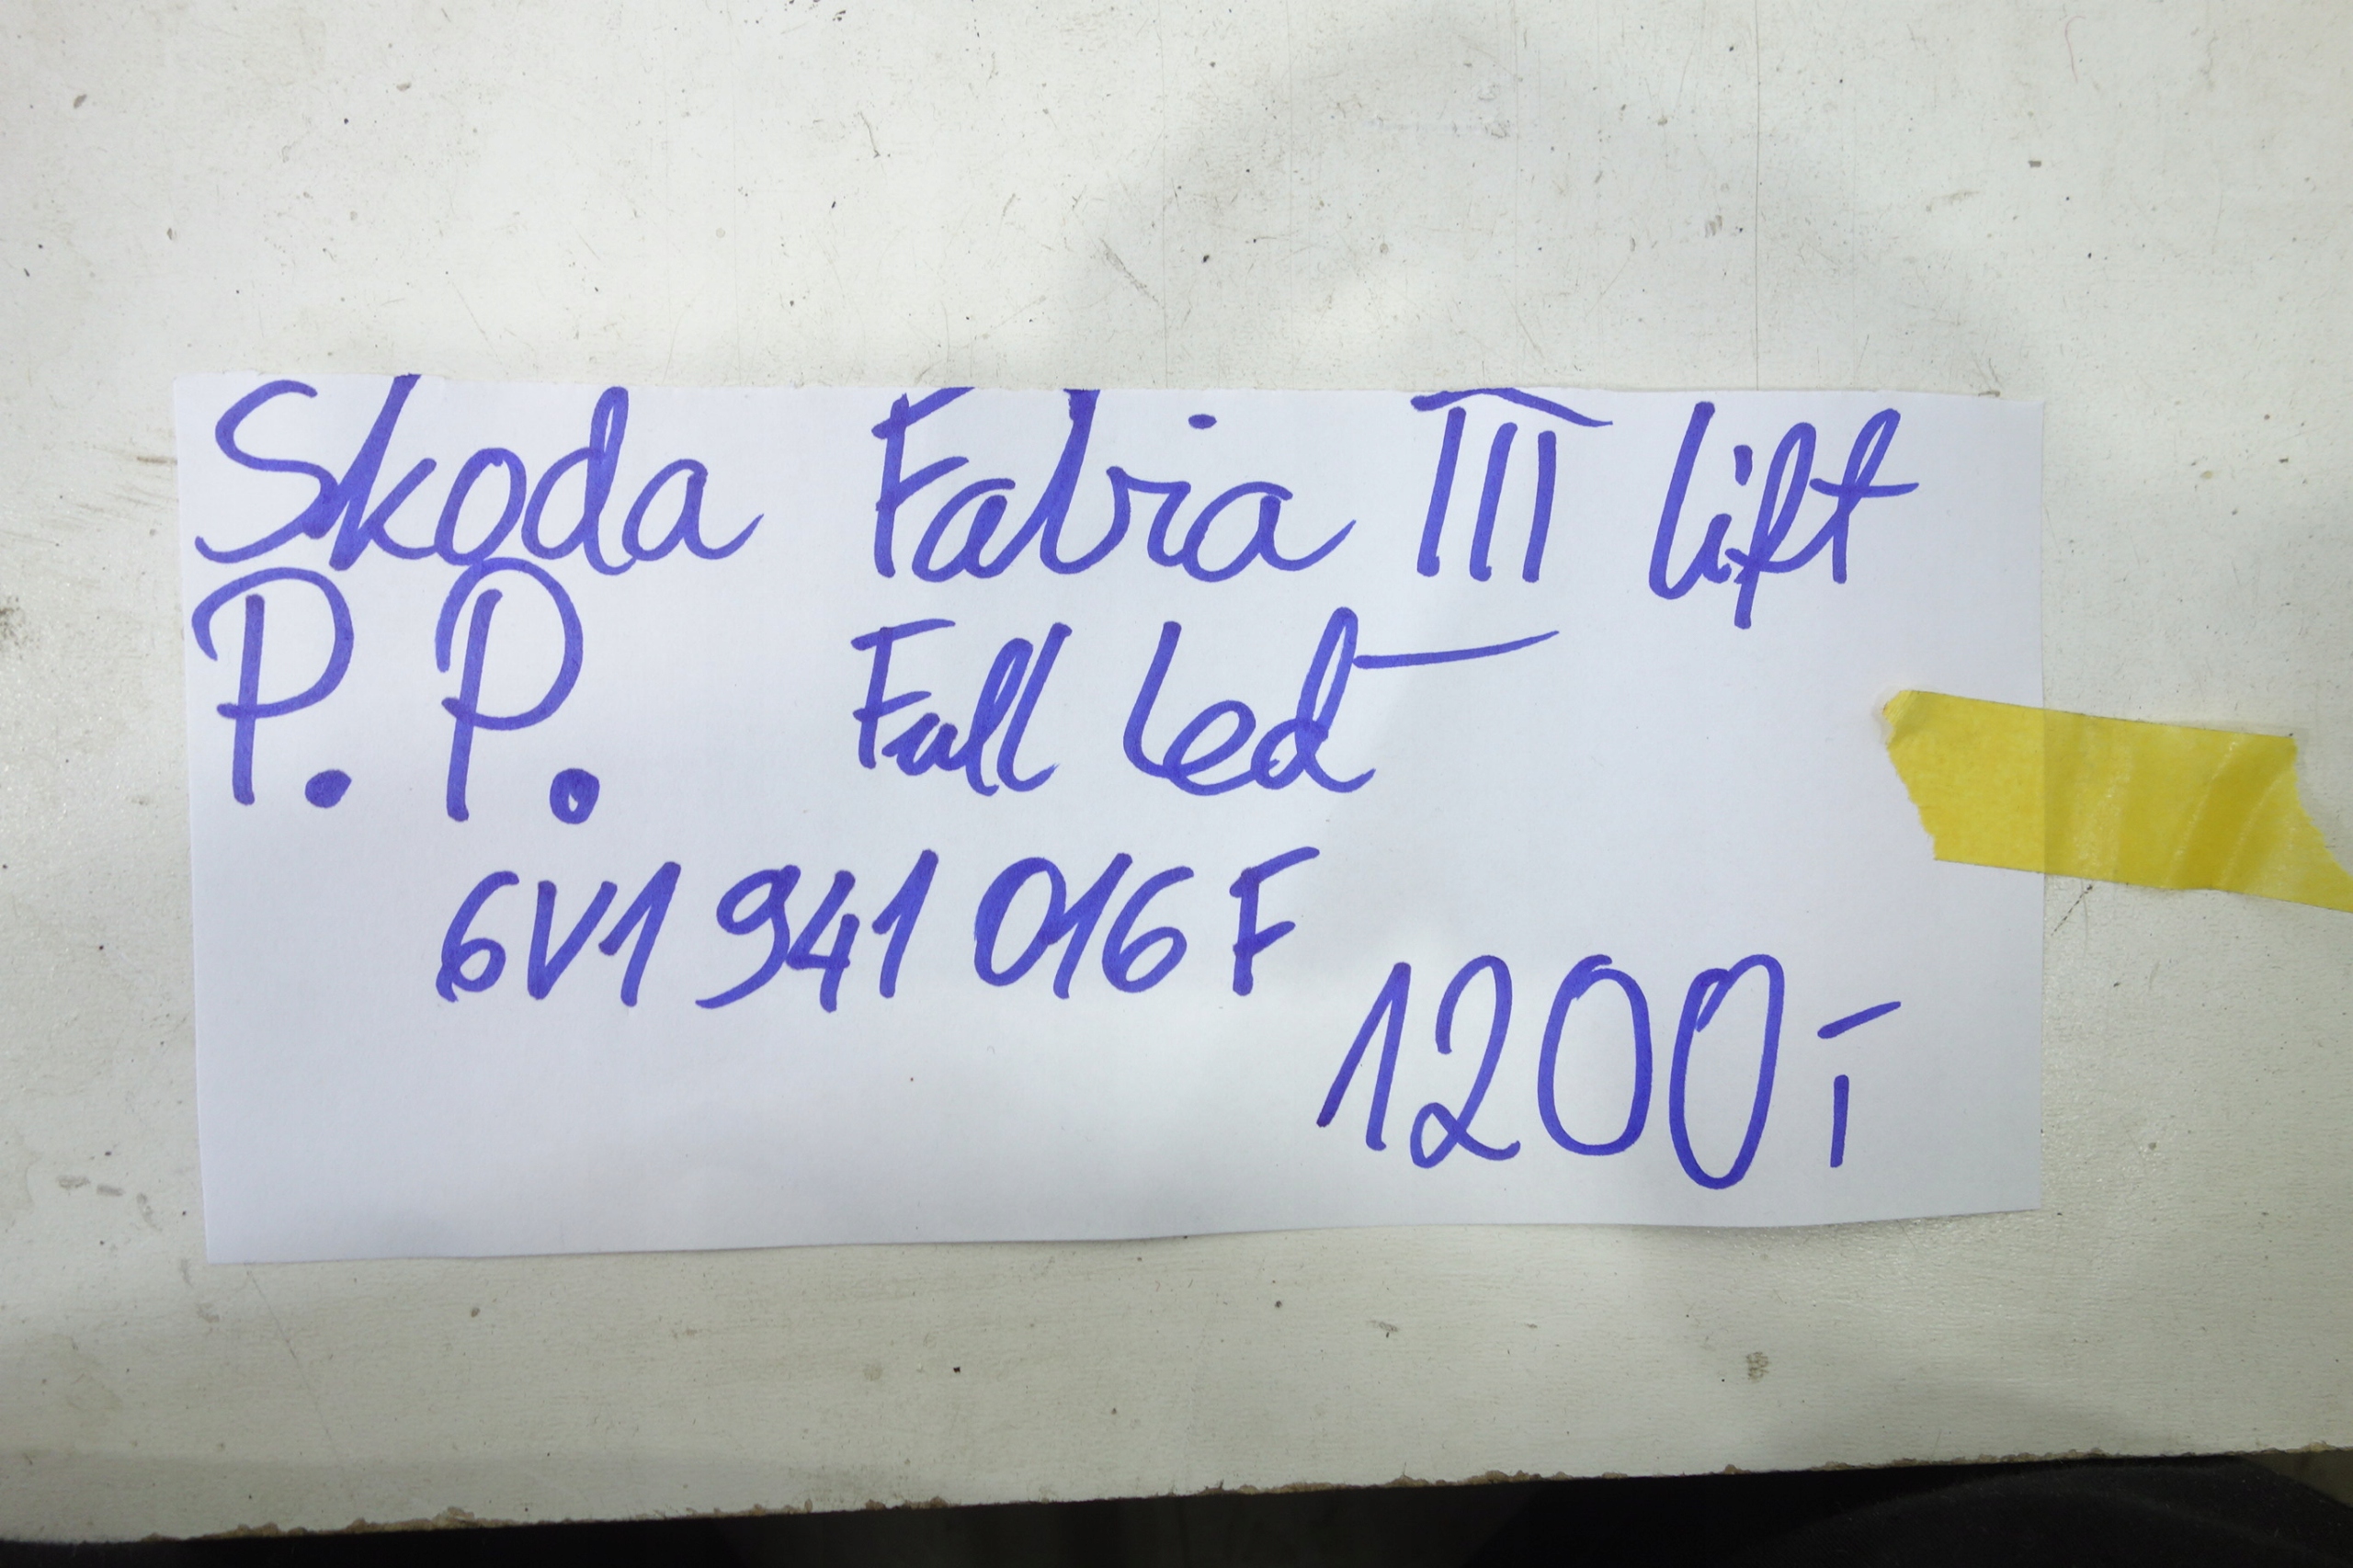 Skoda Fabia III lift
P. P. Full Led
6V1 941 016 F
1200,-